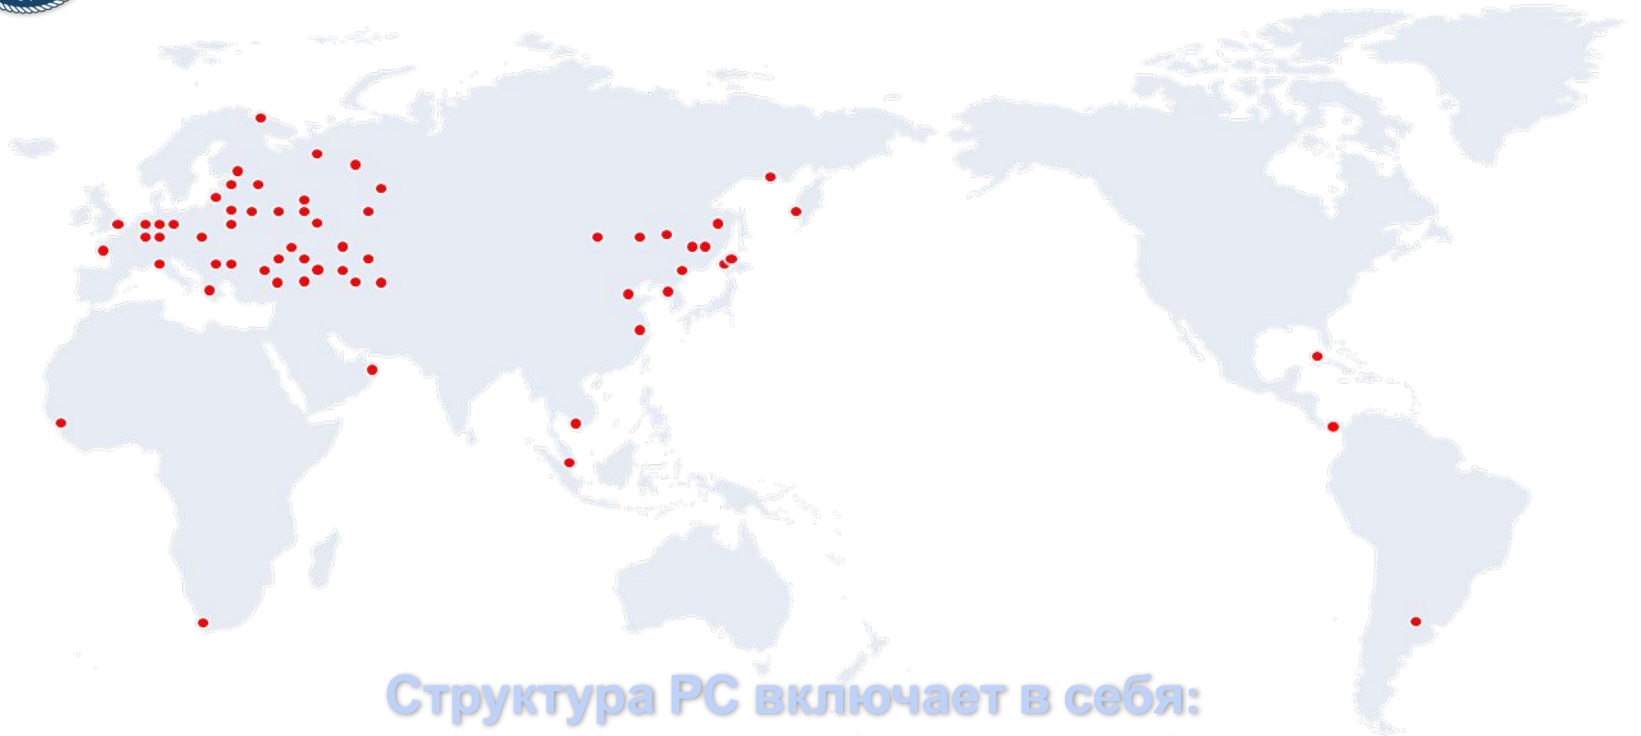 Структура РС включает в себя: